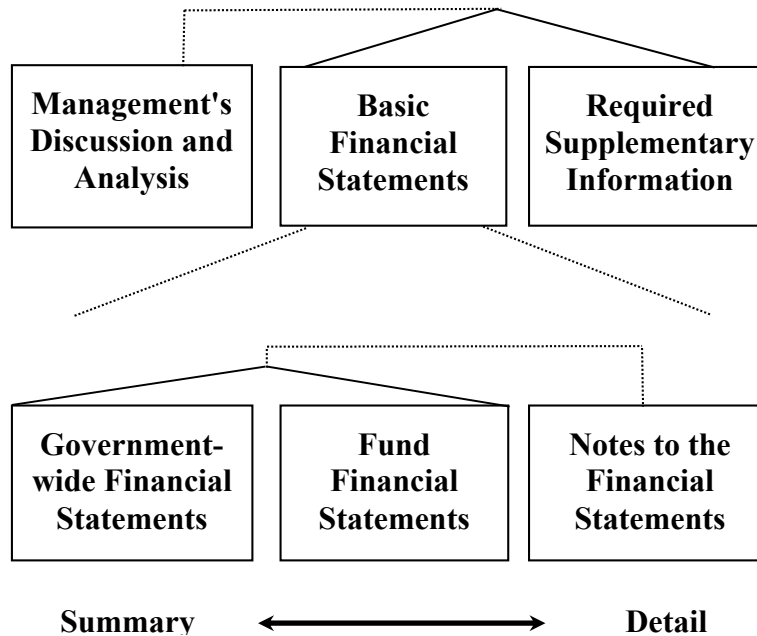 Management's
Discussion and
Analysis
Basic
Financial
Statements
Required
Supplementary
Information
Government-
wide Financial
Statements
Fund
Financial
Statements
Notes to the
Financial
Statements
Summary
Detail